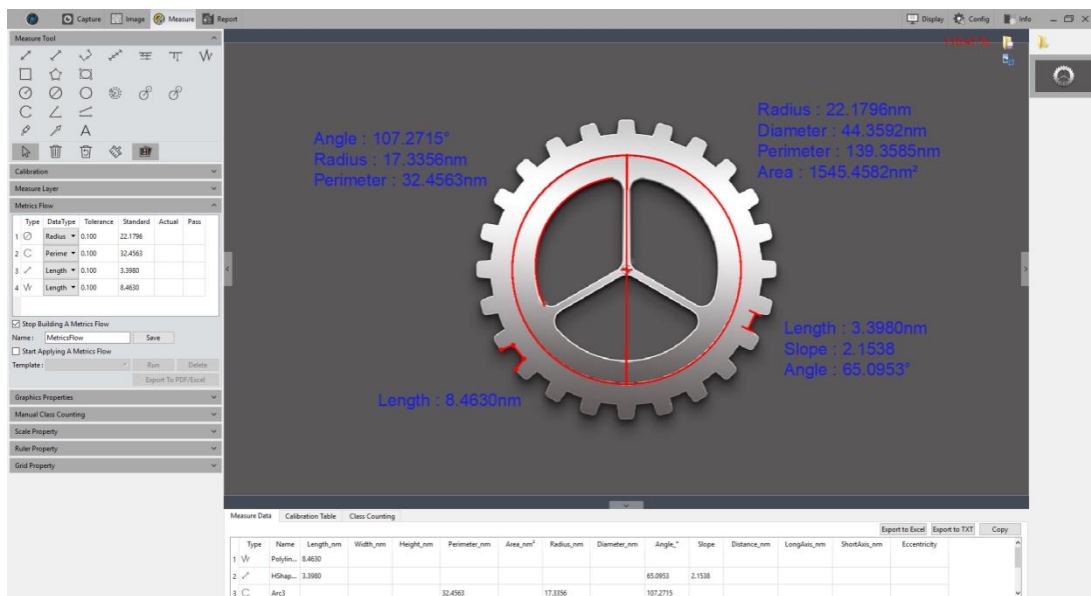 Capture Image Measure Report Display Config info
Measure Tool
A
Calibration
Measure Layer
Metrics Flow
Type DataType Tolerance Standard Actual Pass
1 Radius 0.100 22.1796
2 Perime 0.100 32.4563
3 Length 0.100 3.3980
4 Length 0.100 8.4630
Stop Building A Metrics Flow
Name : MetricsFlow Save
Start Applying A Metrics Flow
Template : Run Delete
Export To PDF/Excel
Graphics Properties
Manual Class Counting
Scale Property
Ruler Property
Grid Property
Angle : 107.2715°
Radius : 17.3356nm
Perimeter : 32.4563nm
Radius : 22.1796nm
Diameter : 44.3592nm
Perimeter : 139.3585nm
Area : 1545.4582nm²
Length : 3.3980nm
Slope : 2.1538
Angle : 65.0953°
Length : 8.4630nm
Measure Data Calibration Table Class Counting
Export to Excel Export to TXT Copy
Type Name Length_nm Width_nm Height_nm Perimeter_nm Area_nm² Radius_nm Diameter_nm Angle_° Slope Distance_nm LongAxis_nm ShortAxis_nm Eccentricity
1 Polylin... 8.4630
2 HShap... 3.3980 65.0953 2.1538
3 Arc3 32.4563 17.3356 107.2715